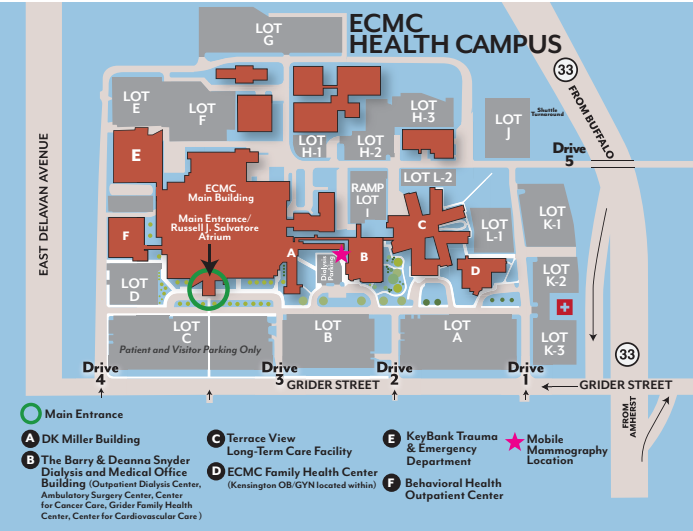 ECMC
HEALTH CAMPUS
LOT
G
33
FROM BUFFALO
LOT
E
LOT
F
LOT
H-3
LOT
J
Shuttle
Turnaround
LOT
H-1
LOT
H-2
Drive
5
E
EAST DELAVAN AVENUE
ECMC
Main Building
Main Entrance/
Russell J. Salvatore
Atrium
RAMP
LOT
I
LOT L-2
C
LOT
K-1
LOT
L-1
F
A
B
Dialysis
Parking
D
LOT
K-2
LOT
D
LOT
C
Patient and Visitor Parking Only
LOT
B
LOT
A
LOT
K-3
33
Drive
4
Drive
3
Drive
2
Drive
1
GRIDER STREET
GRIDER STREET
FROM
AMHERST
Main Entrance
A DK Miller Building
B The Barry & Deanna Snyder
Dialysis and Medical Office
Building (Outpatient Dialysis Center,
Ambulatory Surgery Center, Center
for Cancer Care, Grider Family Health
Center, Center for Cardiovascular Care )
C Terrace View
Long-Term Care Facility
D ECMC Family Health Center
(Kensington OB/GYN located within)
E KeyBank Trauma
& Emergency
Department
F Behavioral Health
Outpatient Center
Mobile
Mammography
Location